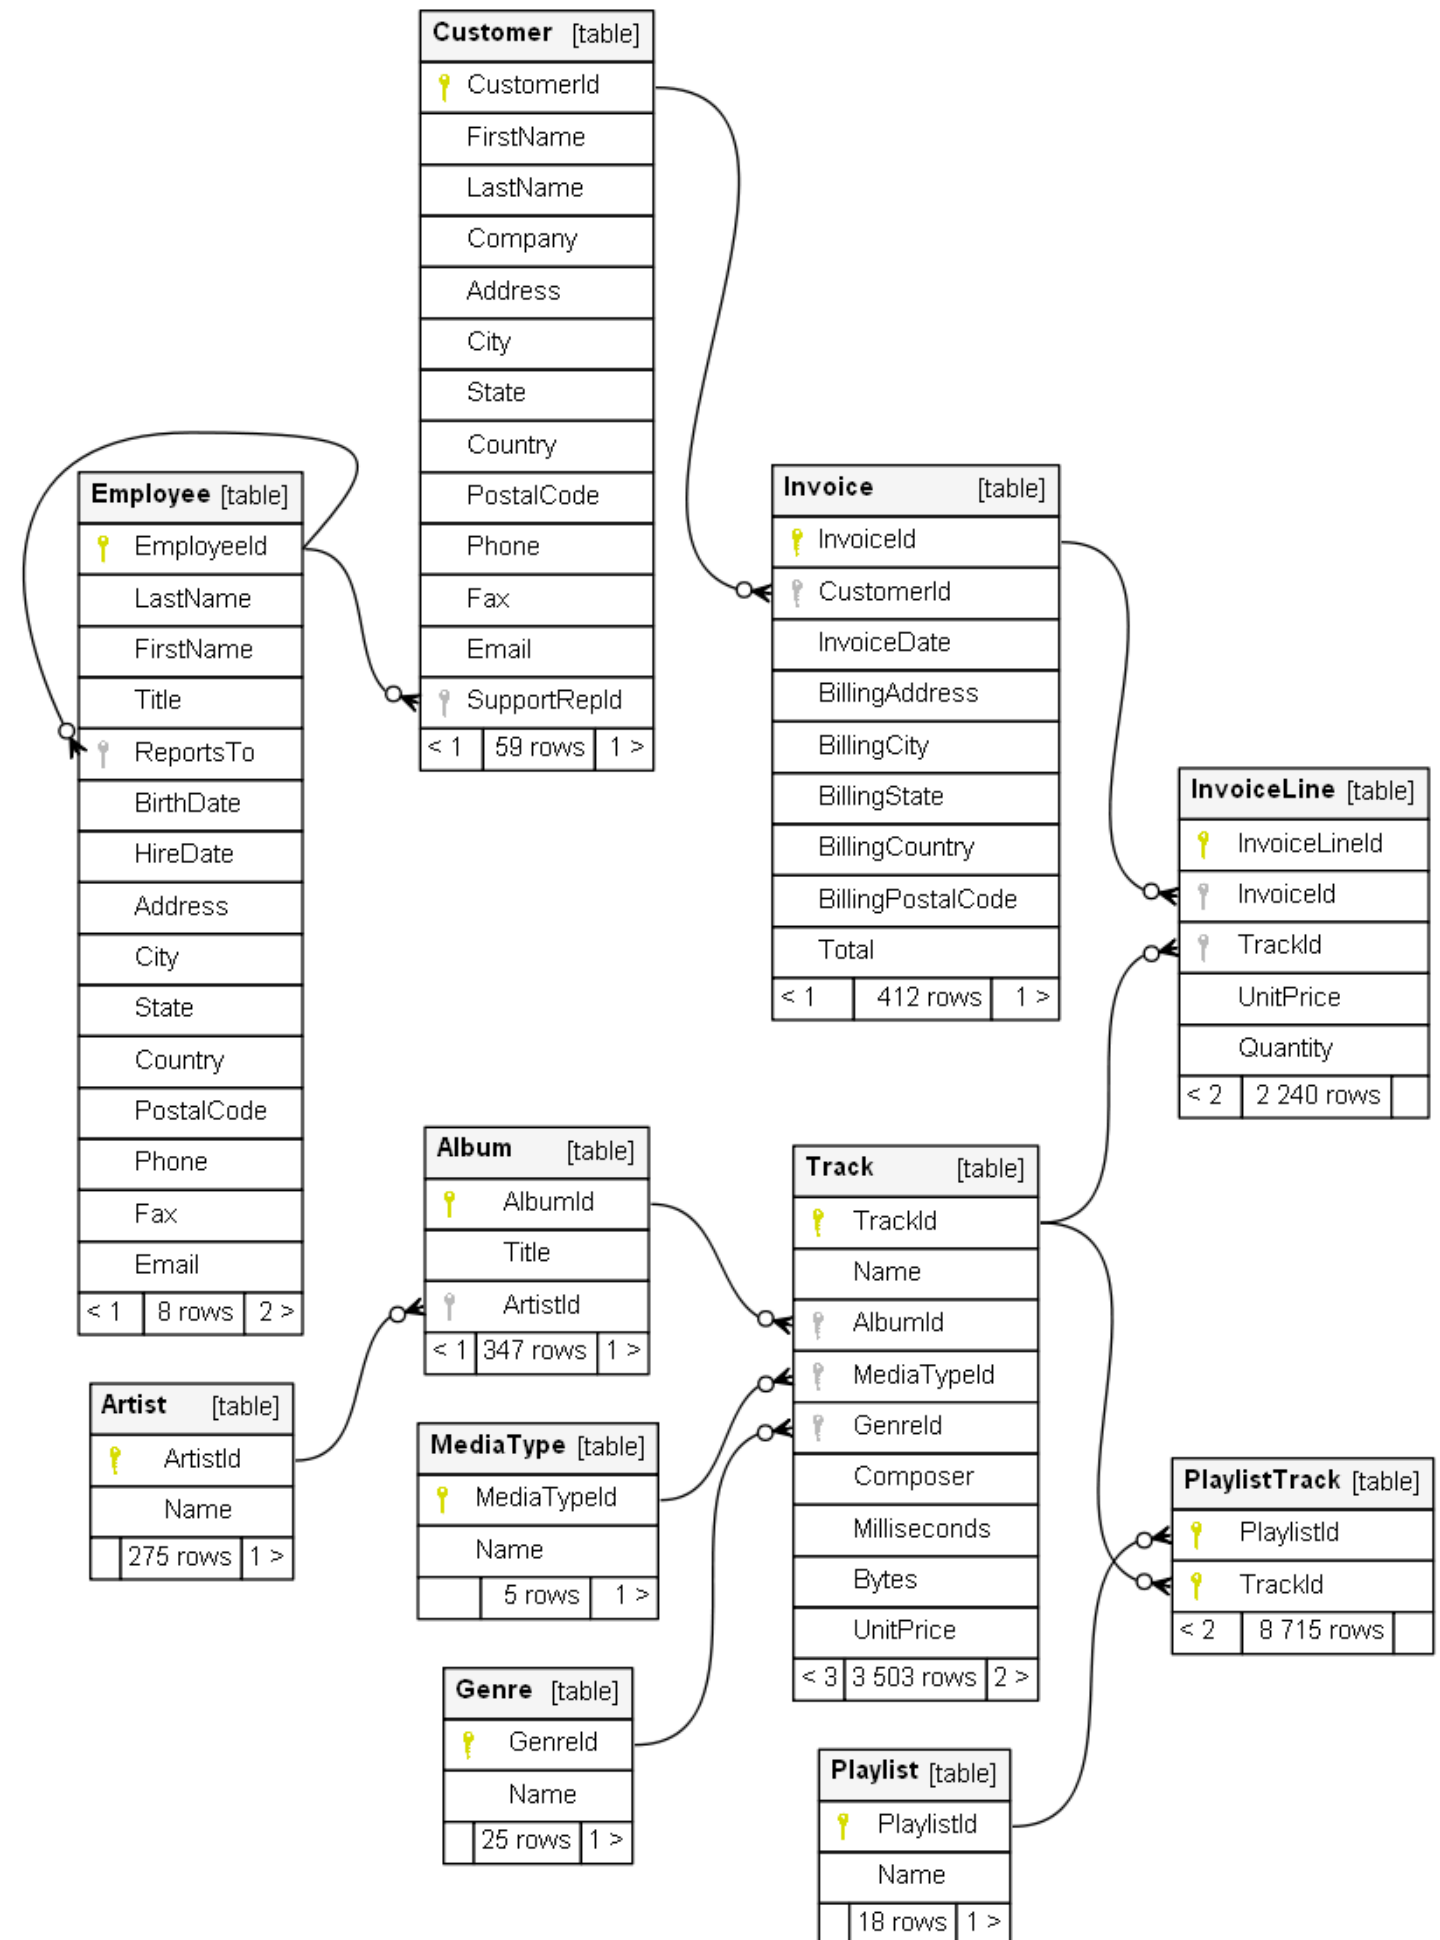 Customer [table]
CustomerId
FirstName
LastName
Company
Address
City
State
Country
PostalCode
Phone
Fax
Email
SupportRepId
< 1 59 rows 1 >
Employee [table]
EmployeeId
LastName
FirstName
Title
ReportsTo
BirthDate
HireDate
Address
City
State
Country
PostalCode
Phone
Fax
Email
< 1 8 rows 2 >
Invoice [table]
InvoiceId
CustomerId
InvoiceDate
BillingAddress
BillingCity
BillingState
BillingCountry
BillingPostalCode
Total
< 1 412 rows 1 >
InvoiceLine [table]
InvoiceLineId
InvoiceId
TrackId
UnitPrice
Quantity
< 2 2 240 rows
Album [table]
AlbumId
Title
ArtistId
< 1 347 rows 1 >
Track [table]
TrackId
Name
AlbumId
MediaTypeId
GenreId
Composer
Milliseconds
Bytes
UnitPrice
< 3 3 503 rows 2 >
Artist [table]
ArtistId
Name
275 rows 1 >
MediaType [table]
MediaTypeId
Name
5 rows 1 >
PlaylistTrack [table]
PlaylistId
TrackId
< 2 8 715 rows
Genre [table]
GenreId
Name
25 rows 1 >
Playlist [table]
PlaylistId
Name
18 rows 1 >